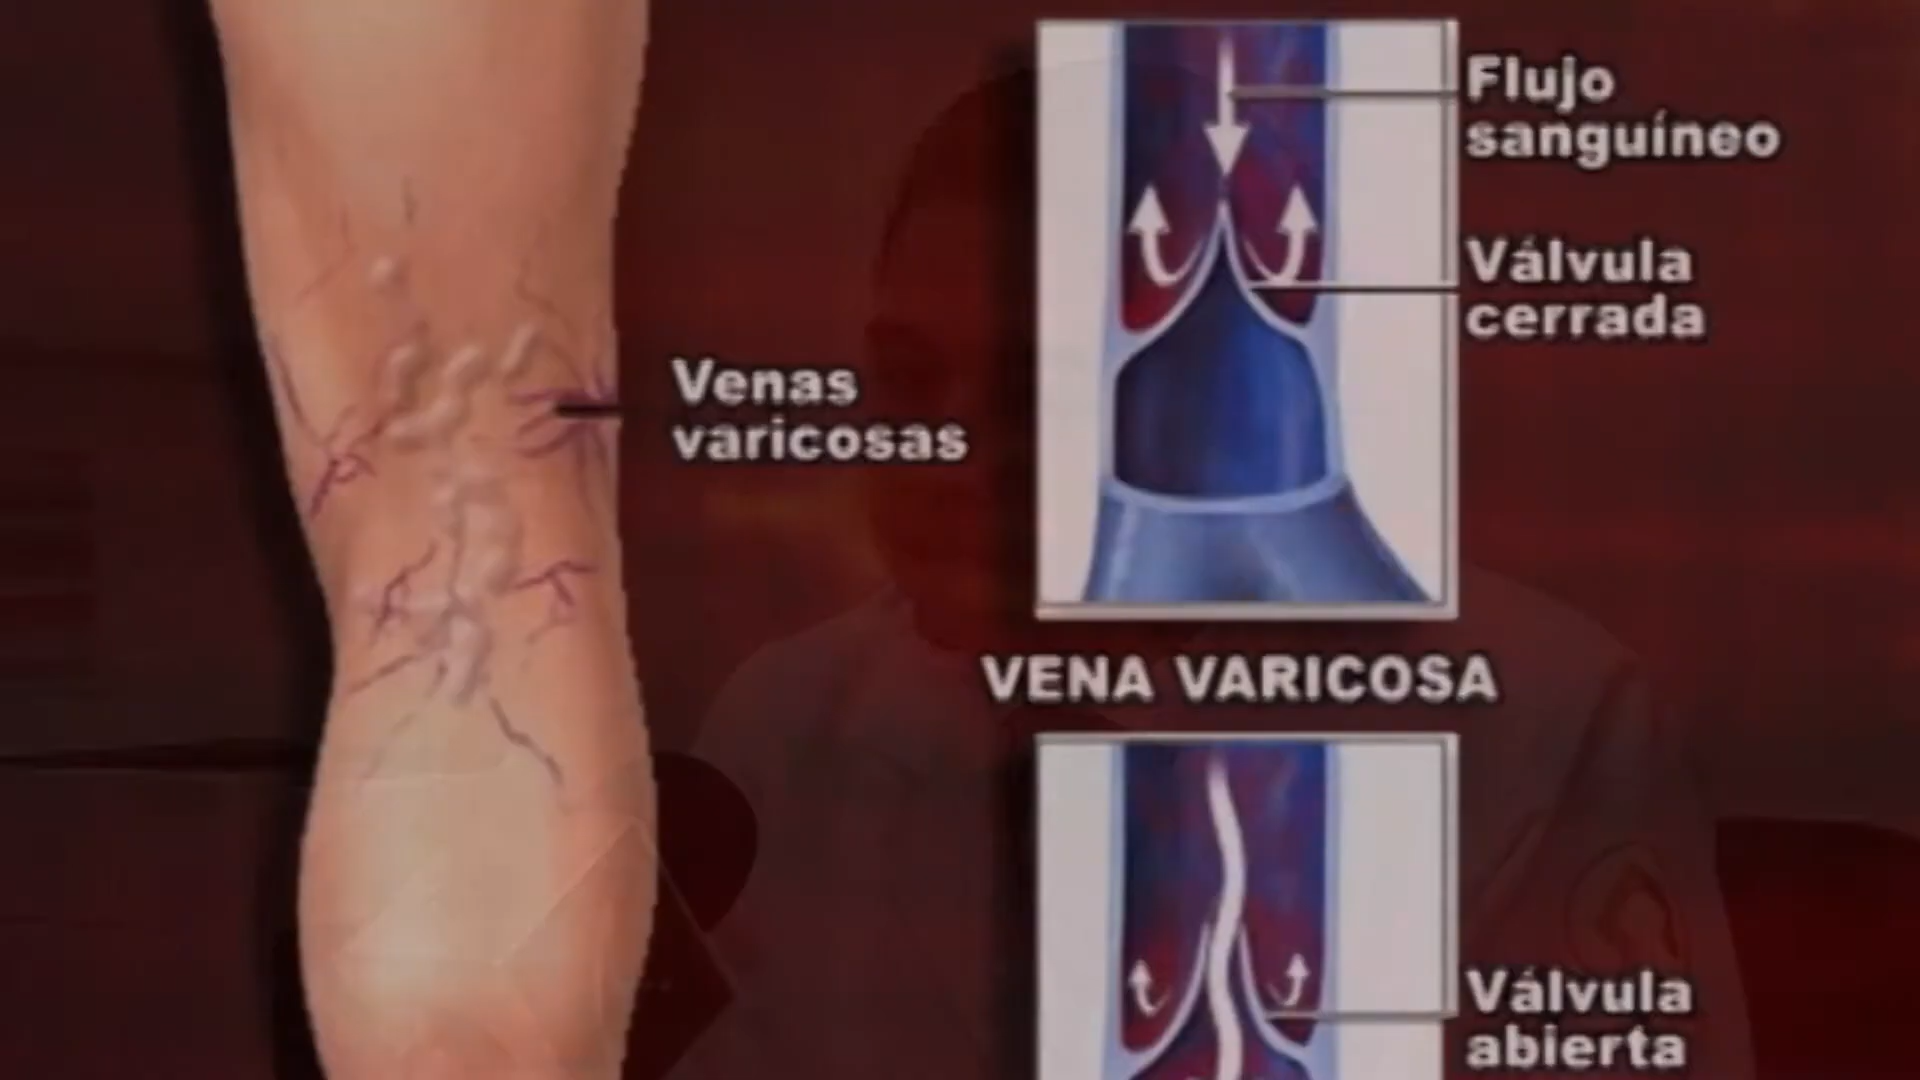 Flujo
sanguíneo
Válvula
cerrada
Venas
varicosas
VENA VARICOSA
Válvula
abierta